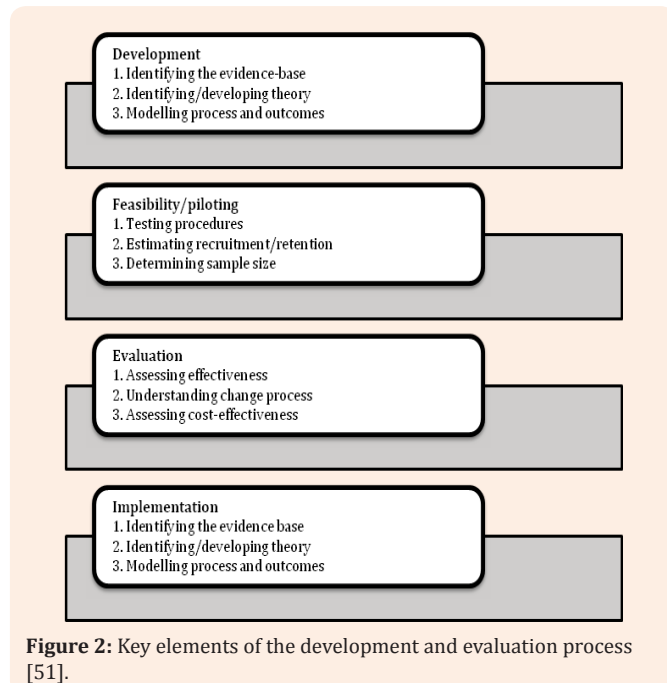 Development
1. Identifying the evidence-base
2. Identifying/developing theory
3. Modelling process and outcomes
Feasibility/piloting
1. Testing procedures
2. Estimating recruitment/retention
3. Determining sample size
Evaluation
1. Assessing effectiveness
2. Understanding change process
3. Assessing cost-effectiveness
Implementation
1. Identifying the evidence base
2. Identifying/developing theory
3. Modelling process and outcomes
Figure 2: Key elements of the development and evaluation process
[51].